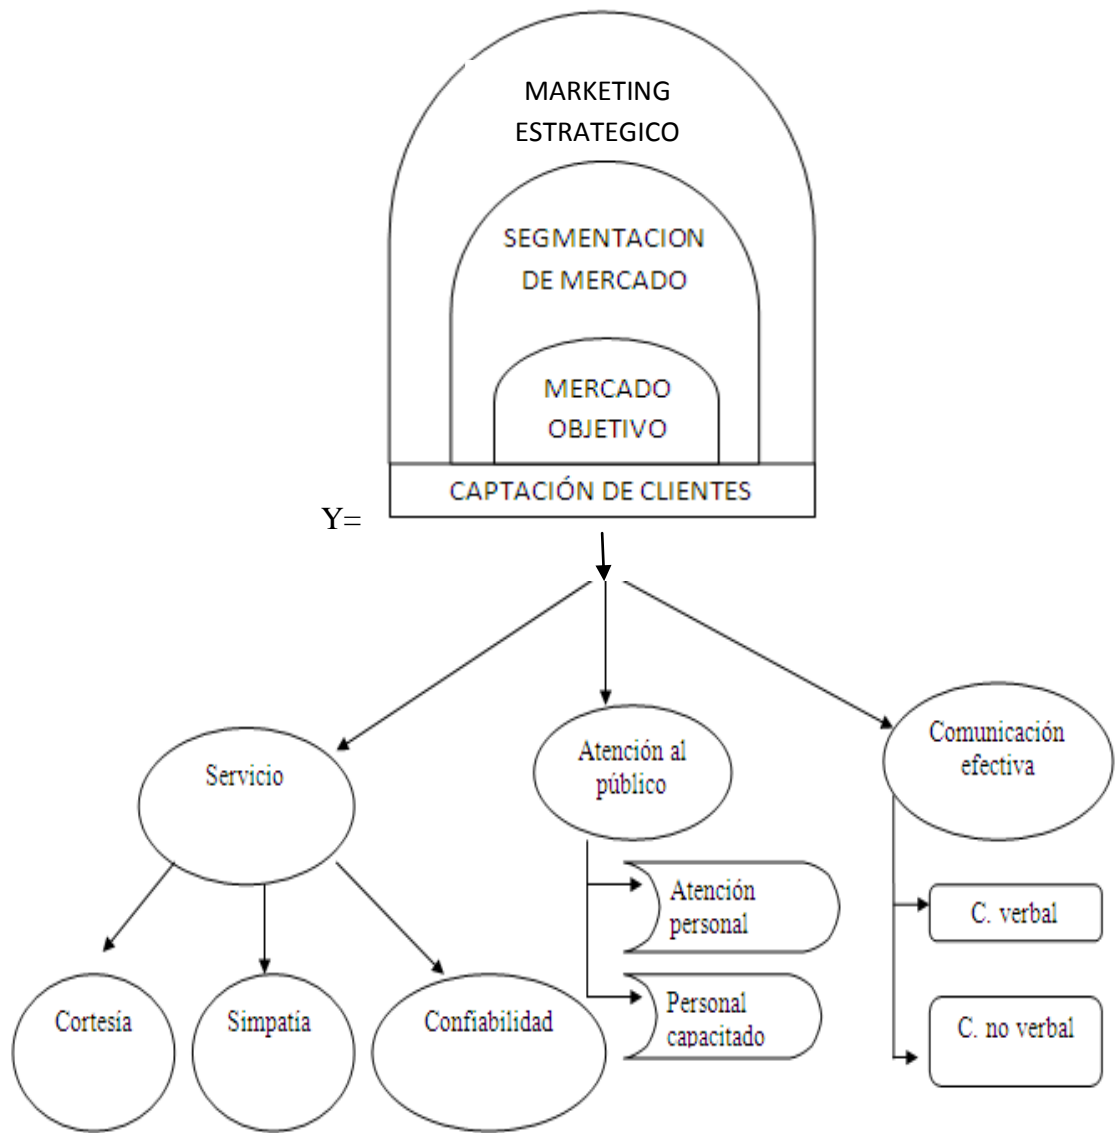 MARKETING
ESTRATEGICO
SEGMENTACION
DE MERCADO
MERCADO
OBJETIVO
CAPTACIÓN DE CLIENTES
Y=
Servicio
Atención al
público
Comunicación
efectiva
Atención
personal
Personal
capacitado
C. verbal
C. no verbal
Cortesía
Simpatía
Confiabilidad